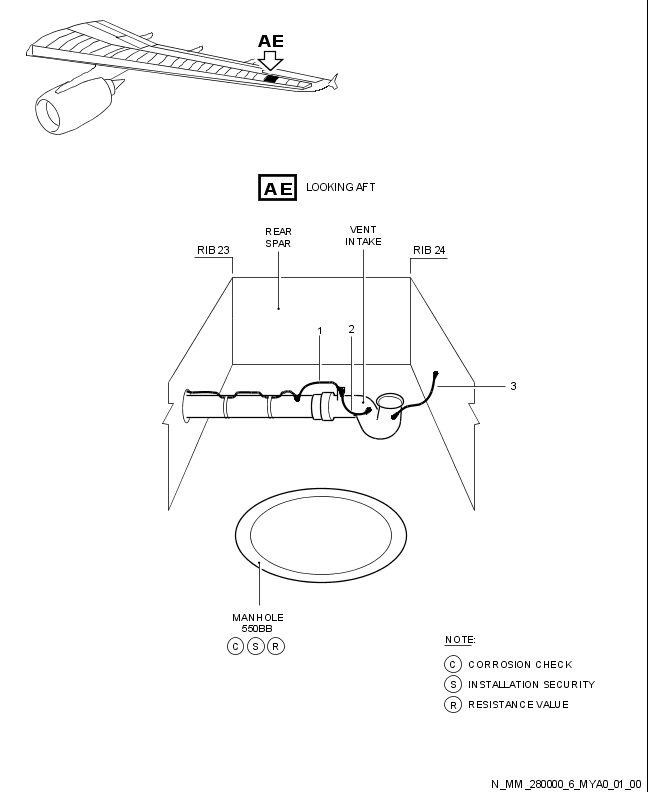 AE
AE LOOKING AFT
REAR
SPAR
VENT
INTAKE
RIB 23
RIB 24
1
2
3
MANHOLE
550BB
C S R
NOTE:
C CORROSION CHECK
S INSTALLATION SECURITY
R RESISTANCE VALUE
N_MM_280000_6_MYA0_01_00